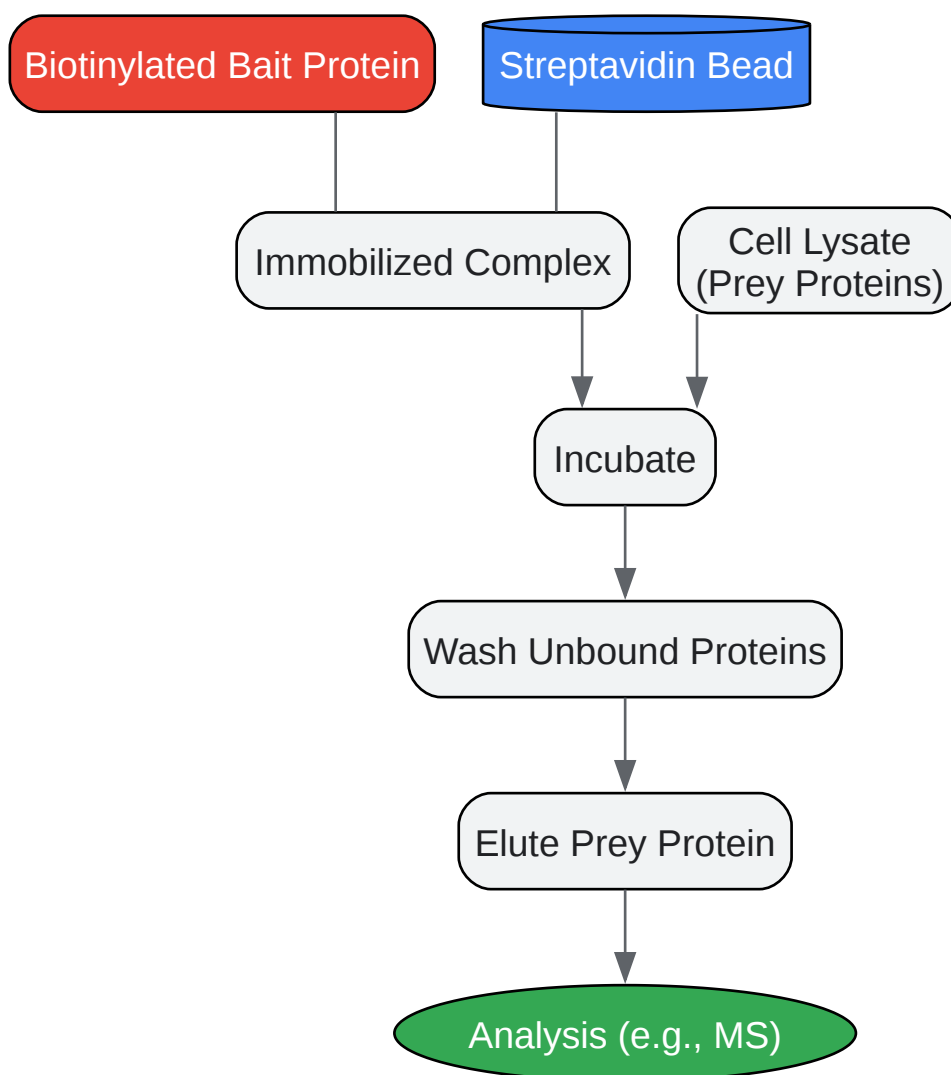 Biotinylated Bait Protein
Streptavidin Bead
Immobilized Complex
Cell Lysate
(Prey Proteins)
Incubate
Wash Unbound Proteins
Elute Prey Protein
Analysis (e.g., MS)